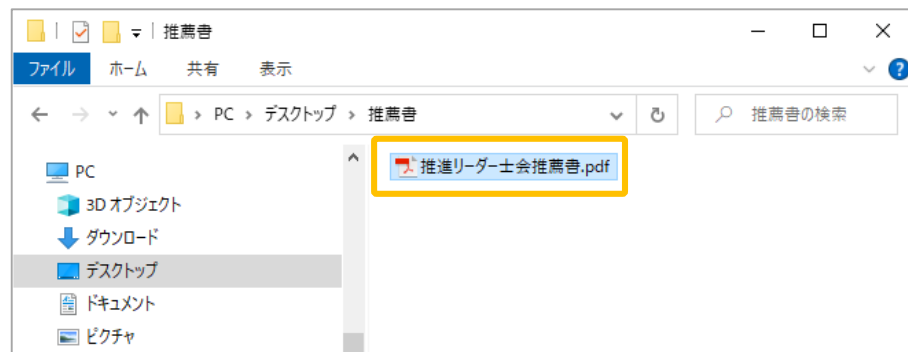 推薦書
ファイル ホーム 共有 表示
PC › デスクトップ › 推薦書 推薦書の検索
PC
推進リーダー士会推薦書.pdf
3D オブジェクト
ダウンロード
デスクトップ
ドキュメント
ピクチャ